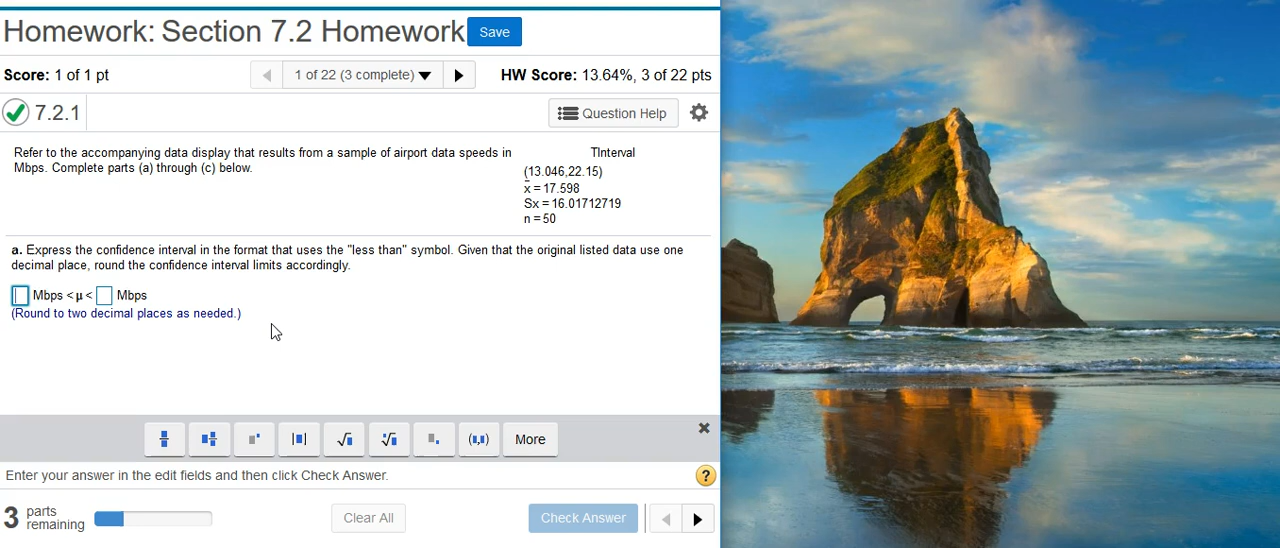 Homework: Section 7.2 Homework Save
Score: 1 of 1 pt 1 of 22 (3 complete) HW Score: 13.64%, 3 of 22 pts
7.2.1 Question Help
Refer to the accompanying data display that results from a sample of airport data speeds in
Mbps. Complete parts (a) through (c) below.
TInterval
(13.046,22.15)
x̄ = 17.598
Sx = 16.01712719
n = 50
a. Express the confidence interval in the format that uses the "less than" symbol. Given that the original listed data use one
decimal place, round the confidence interval limits accordingly.
Mbps < μ < Mbps
(Round to two decimal places as needed.)
More
Enter your answer in the edit fields and then click Check Answer.
?
3 parts
remaining
Clear All
Check Answer